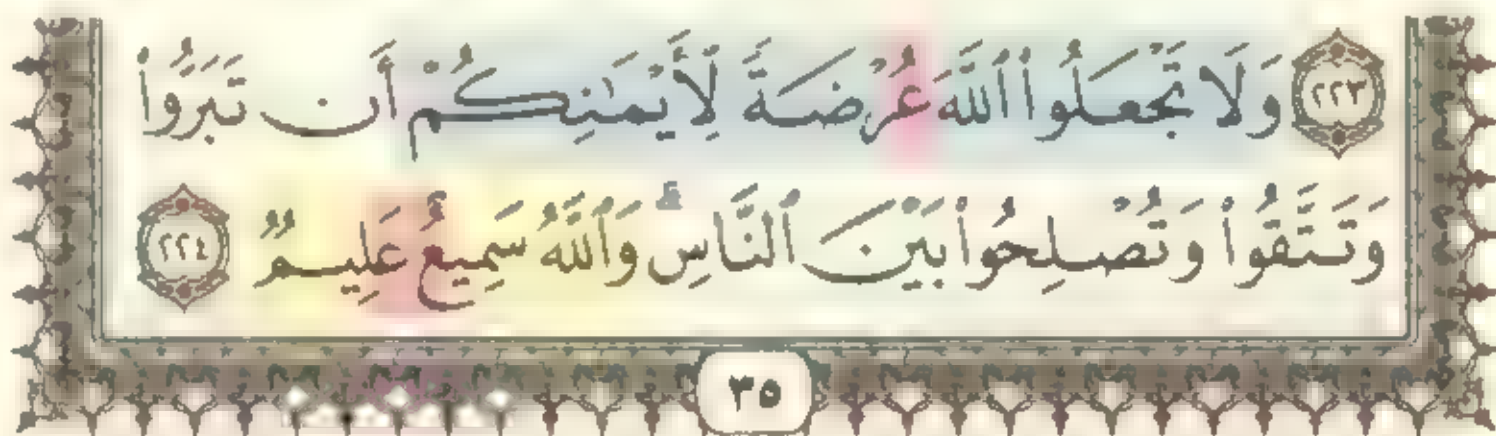 ٢٢٣ وَلَا تَجْعَلُوا۟ ٱللَّهَ عُرْضَةً لِّأَيْمَـٰنِكُمْ أَن تَبَرُّوا۟
وَتَتَّقُوا۟ وَتُصْلِحُوا۟ بَيْنَ ٱلنَّاسِ ۗ وَٱللَّهُ سَمِيعٌ عَلِيمٌ ٢٢٤
٣٥